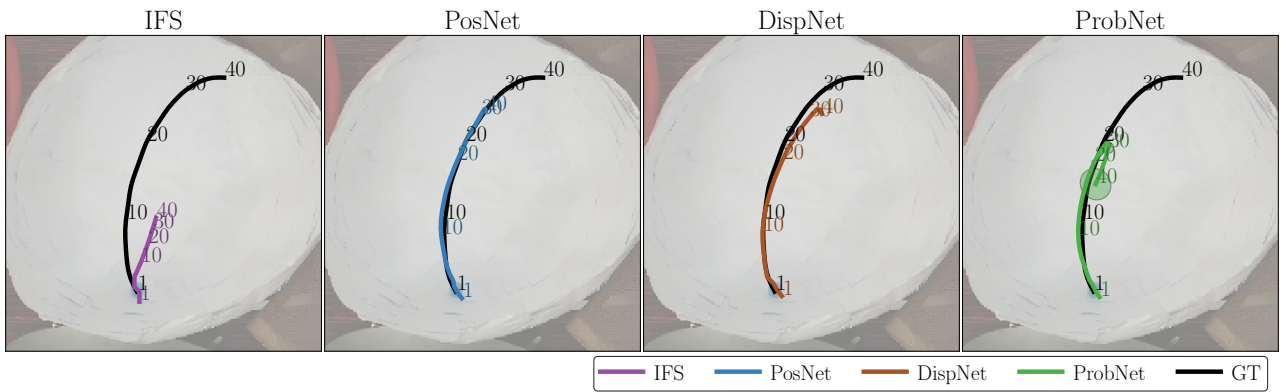 IFS PosNet DispNet ProbNet
40 40 40 40
30 30 30 30
40 30 40 30
20 20 20 20
20 20 30 20
40
40 10 10 10 10
30 10 10 10
20
10
1 1 1 1
1 1 1 1
IFS PosNet DispNet ProbNet GT